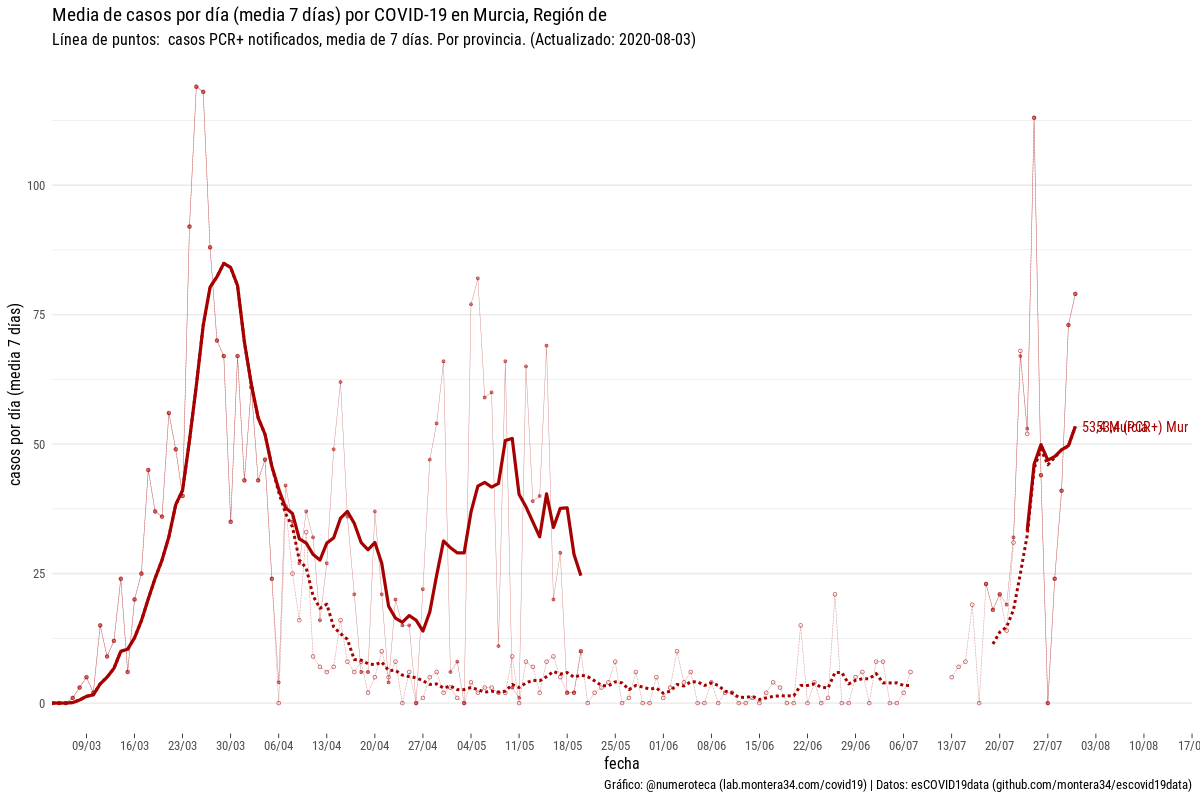 Media de casos por día (media 7 días) por COVID-19 en Murcia, Región de
Línea de puntos:  casos PCR+ notificados, media de 7 días. Por provincia. (Actualizado: 2020-08-03)
casos por día (media 7 días)
100
75
50
25
0
(PCR+) Mur
09/03 16/03 23/03 30/03 06/04 13/04 20/04 27/04 04/05 11/05 18/05 25/05 01/06 08/06 15/06 22/06 29/06 06/07 13/07 20/07 27/07 03/08 10/08 17/0
fecha
Gráfico: @numeroteca (lab.montera34.com/covid19) | Datos: esCOVID19data (github.com/montera34/escovid19data)